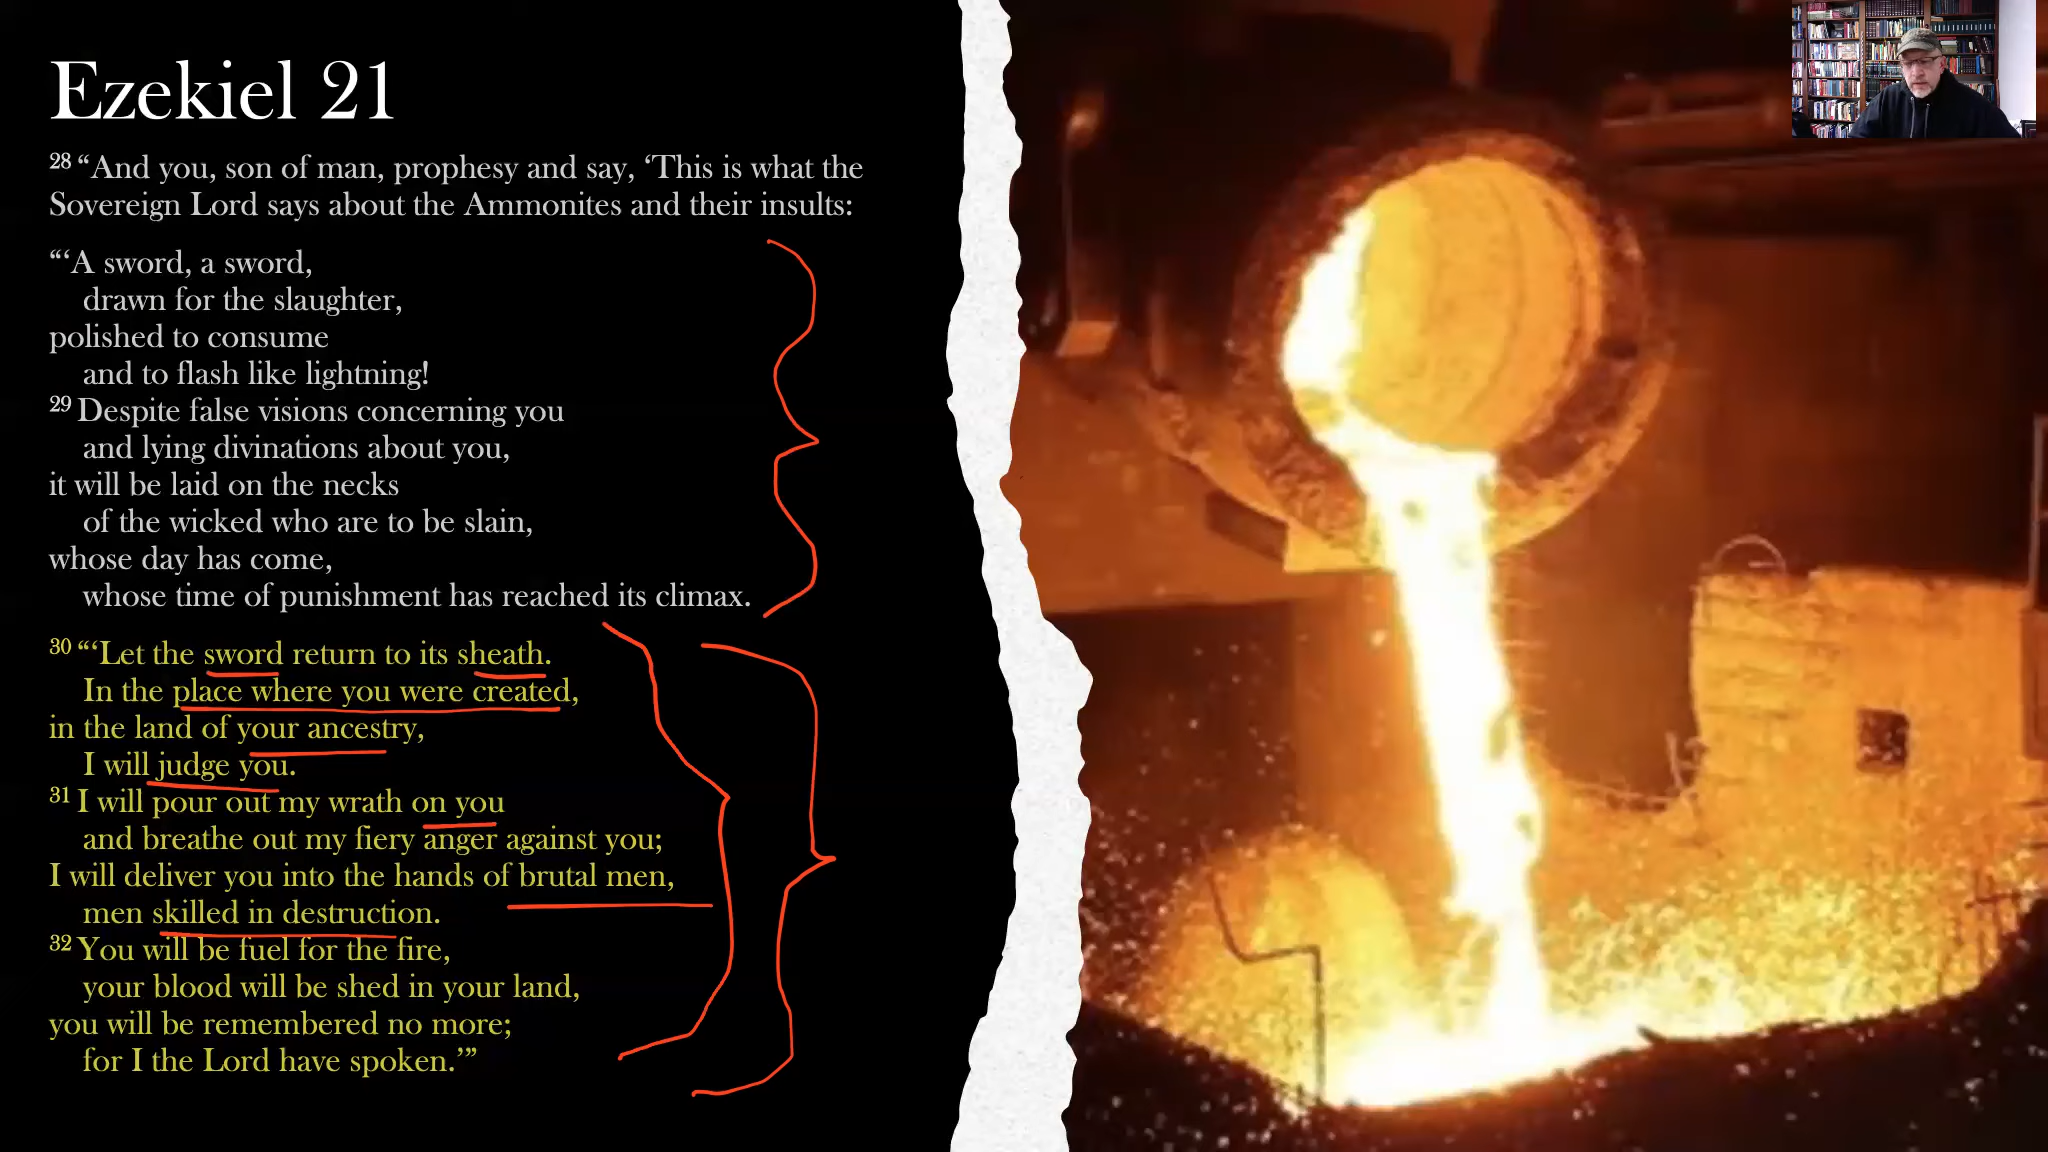 Ezekiel 21
28 “And you, son of man, prophesy and say, ‘This is what the
Sovereign Lord says about the Ammonites and their insults:
“‘A sword, a sword,
drawn for the slaughter,
polished to consume
and to flash like lightning!
29 Despite false visions concerning you
and lying divinations about you,
it will be laid on the necks
of the wicked who are to be slain,
whose day has come,
whose time of punishment has reached its climax.
30 “‘Let the sword return to its sheath.
In the place where you were created,
in the land of your ancestry,
I will judge you.
31 I will pour out my wrath on you
and breathe out my fiery anger against you;
I will deliver you into the hands of brutal men,
men skilled in destruction.
32 You will be fuel for the fire,
your blood will be shed in your land,
you will be remembered no more;
for I the Lord have spoken.’”